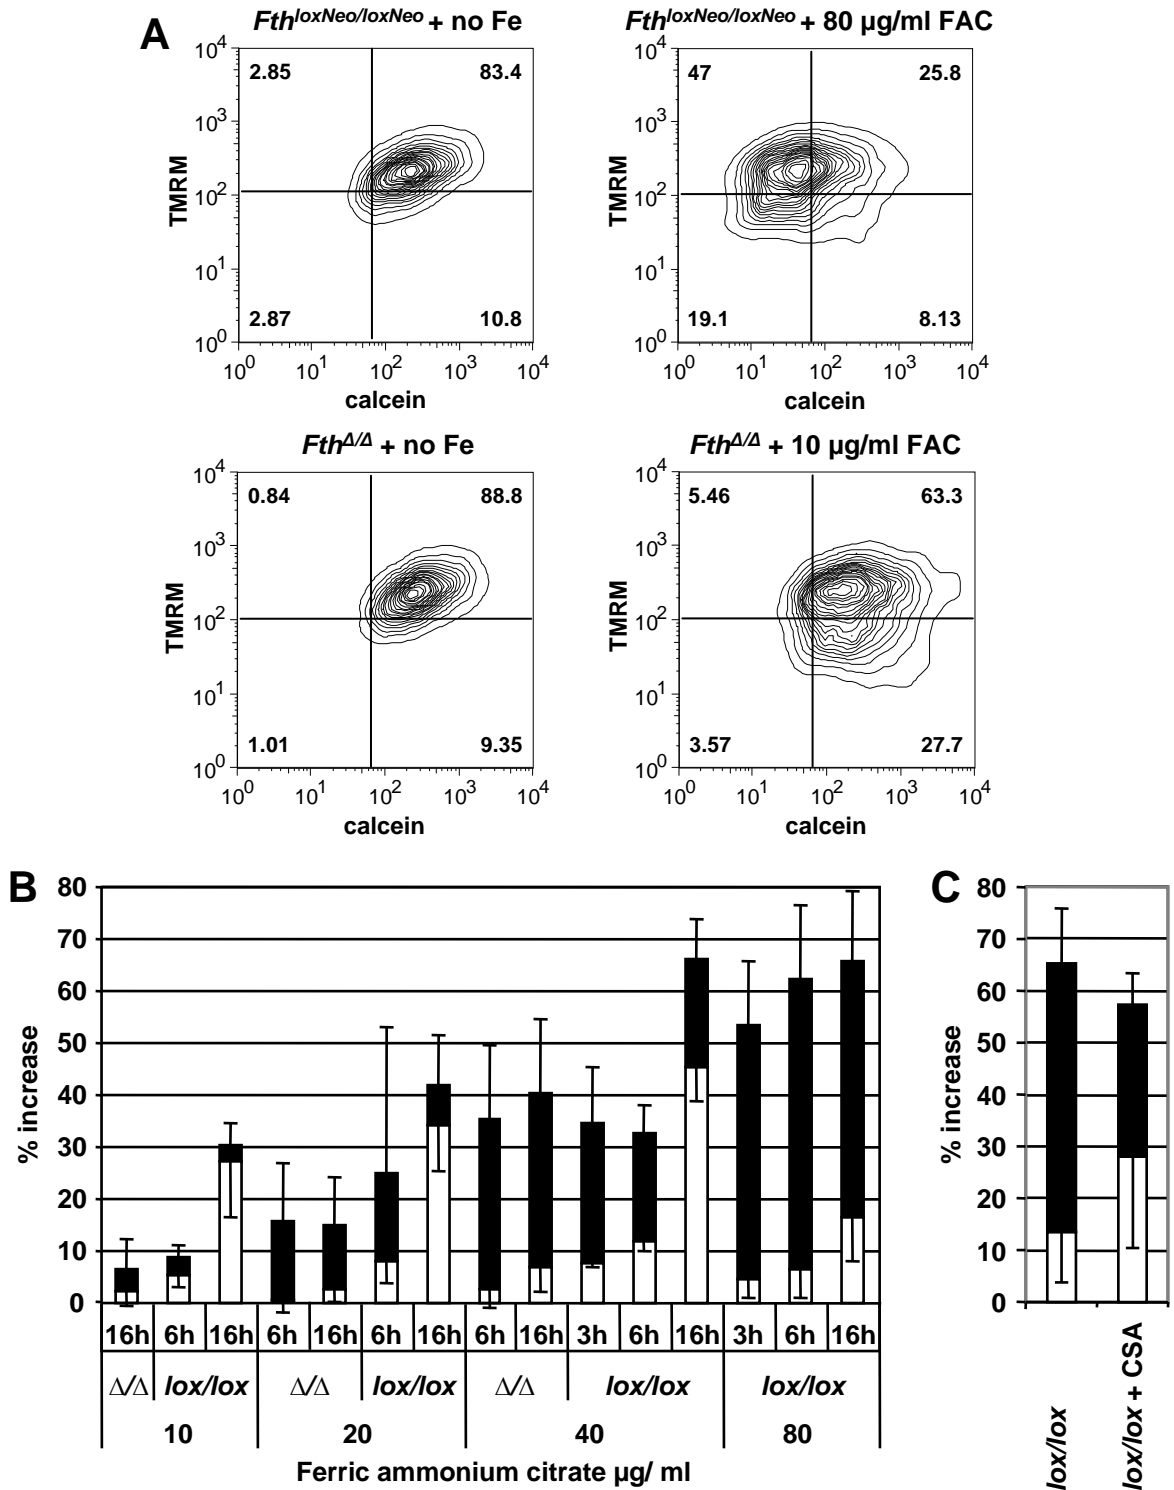 A
Fth^loxNeo/loxNeo + no Fe
10^4
2.85 83.4
10^3
TMRM
10^2
10^1
2.87 10.8
10^0
10^0 10^1 10^2 10^3 10^4
calcein
Fth^loxNeo/loxNeo + 80 µg/ml FAC
10^4
47 25.8
10^3
TMRM
10^2
10^1
19.1 8.13
10^0
10^0 10^1 10^2 10^3 10^4
calcein
Fth^Δ/Δ + no Fe
10^4
0.84 88.8
10^3
TMRM
10^2
10^1
1.01 9.35
10^0
10^0 10^1 10^2 10^3 10^4
calcein
Fth^Δ/Δ + 10 µg/ml FAC
10^4
5.46 63.3
10^3
TMRM
10^2
10^1
3.57 27.7
10^0
10^0 10^1 10^2 10^3 10^4
calcein
B
80
70
60
50
40
30
20
10
0
% increase
16h 6h 16h 6h 16h 6h 16h 6h 16h 3h 6h 16h 3h 6h 16h
Δ/Δ lox/lox Δ/Δ lox/lox Δ/Δ lox/lox lox/lox
10 20 40 80
Ferric ammonium citrate µg/ ml
C
80
70
60
50
40
30
20
10
0
% increase
lox/lox
lox/lox + CSA